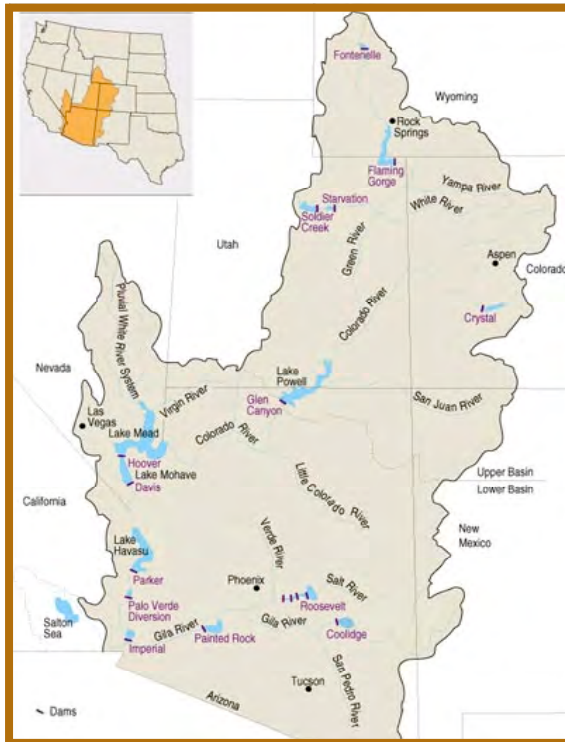 Fontenelle
Wyoming
Rock
Springs
Flaming
Gorge
Yampa River
White River
Starvation
Soldier
Creek
Utah
Green River
Aspen
Colorado
Colorado River
Crystal
Pluvial White River System
Nevada
Lake
Powell
Virgin River
Glen
Canyon
San Juan River
Las
Vegas
Colorado River
Lake Mead
Hoover
Lake Mohave
Davis
Upper Basin
Lower Basin
California
Little Colorado River
New
Mexico
Lake
Havasu
Verde River
Parker
Phoenix
Salt River
Roosevelt
Palo Verde
Diversion
Salton
Sea
Gila River
Gila River
Painted Rock
Coolidge
Imperial
San Pedro River
Tucson
Arizona
Dams